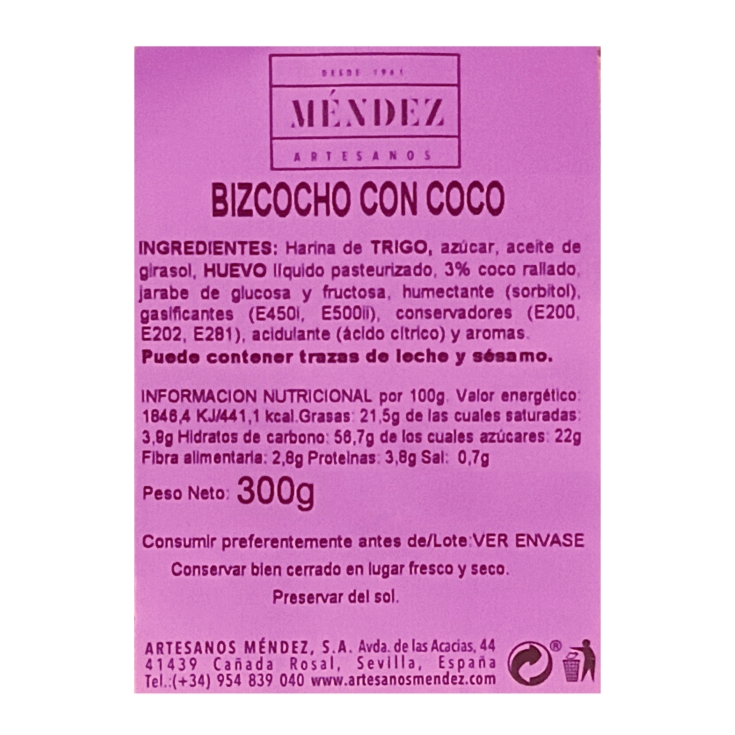 DESDE 1961
MÉNDEZ
ARTESANOS
BIZCOCHO CON COCO
INGREDIENTES: Harina de TRIGO, azúcar, aceite de
girasol, HUEVO líquido pasteurizado, 3% coco rallado,
jarabe de glucosa y fructosa, humectante (sorbitol),
gasificantes (E450i, E500ii), conservadores (E200,
E202, E281), acidulante (ácido cítrico) y aromas.
Puede contener trazas de leche y sésamo.
INFORMACION NUTRICIONAL por 100g. Valor energético:
1846,4 KJ/441,1 kcal.Grasas: 21,5g de las cuales saturadas:
3,8g Hidratos de carbono: 56,7g de los cuales azúcares: 22g
Fibra alimentaria: 2,8g Proteinas: 3,8g Sal: 0,7g
Peso Neto: 300g
Consumir preferentemente antes de/Lote:VER ENVASE
Conservar bien cerrado en lugar fresco y seco.
Preservar del sol.
ARTESANOS MÉNDEZ, S.A. Avda. de las Acacias, 44
41439 Cañada Rosal, Sevilla, España
Tel.:(+34) 954 839 040 www.artesanosmendez.com
®